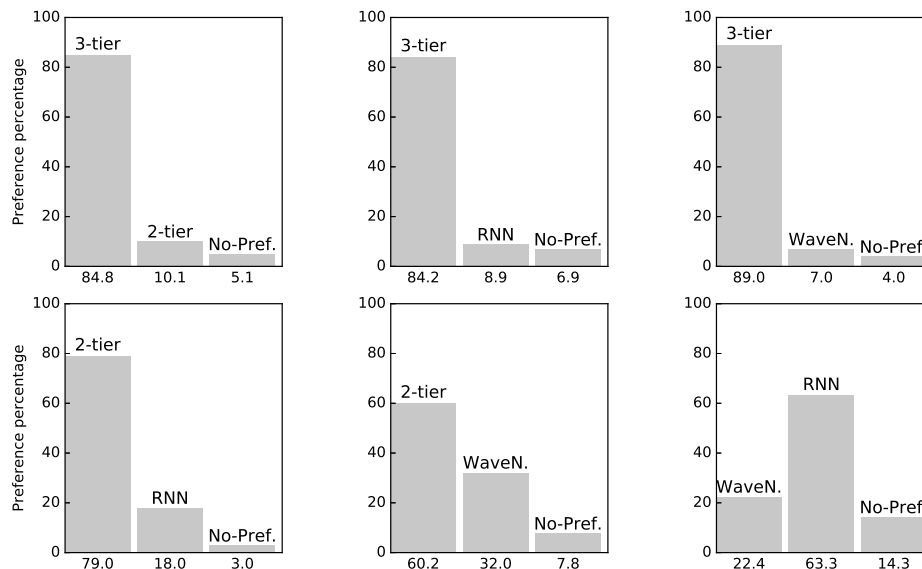 100
80
60
40
20
0
Preference percentage
3-tier
2-tier
No-Pref.
84.8 10.1 5.1
100
80
60
40
20
0
3-tier
RNN
No-Pref.
84.2 8.9 6.9
100
80
60
40
20
0
3-tier
WaveN.
No-Pref
89.0 7.0 4.0
100
80
60
40
20
0
Preference percentage
2-tier
RNN
No-Pref.
79.0 18.0 3.0
100
80
60
40
20
0
2-tier
WaveN.
No-Pref.
60.2 32.0 7.8
100
80
60
40
20
0
WaveN.
RNN
No-Pref
22.4 63.3 14.3